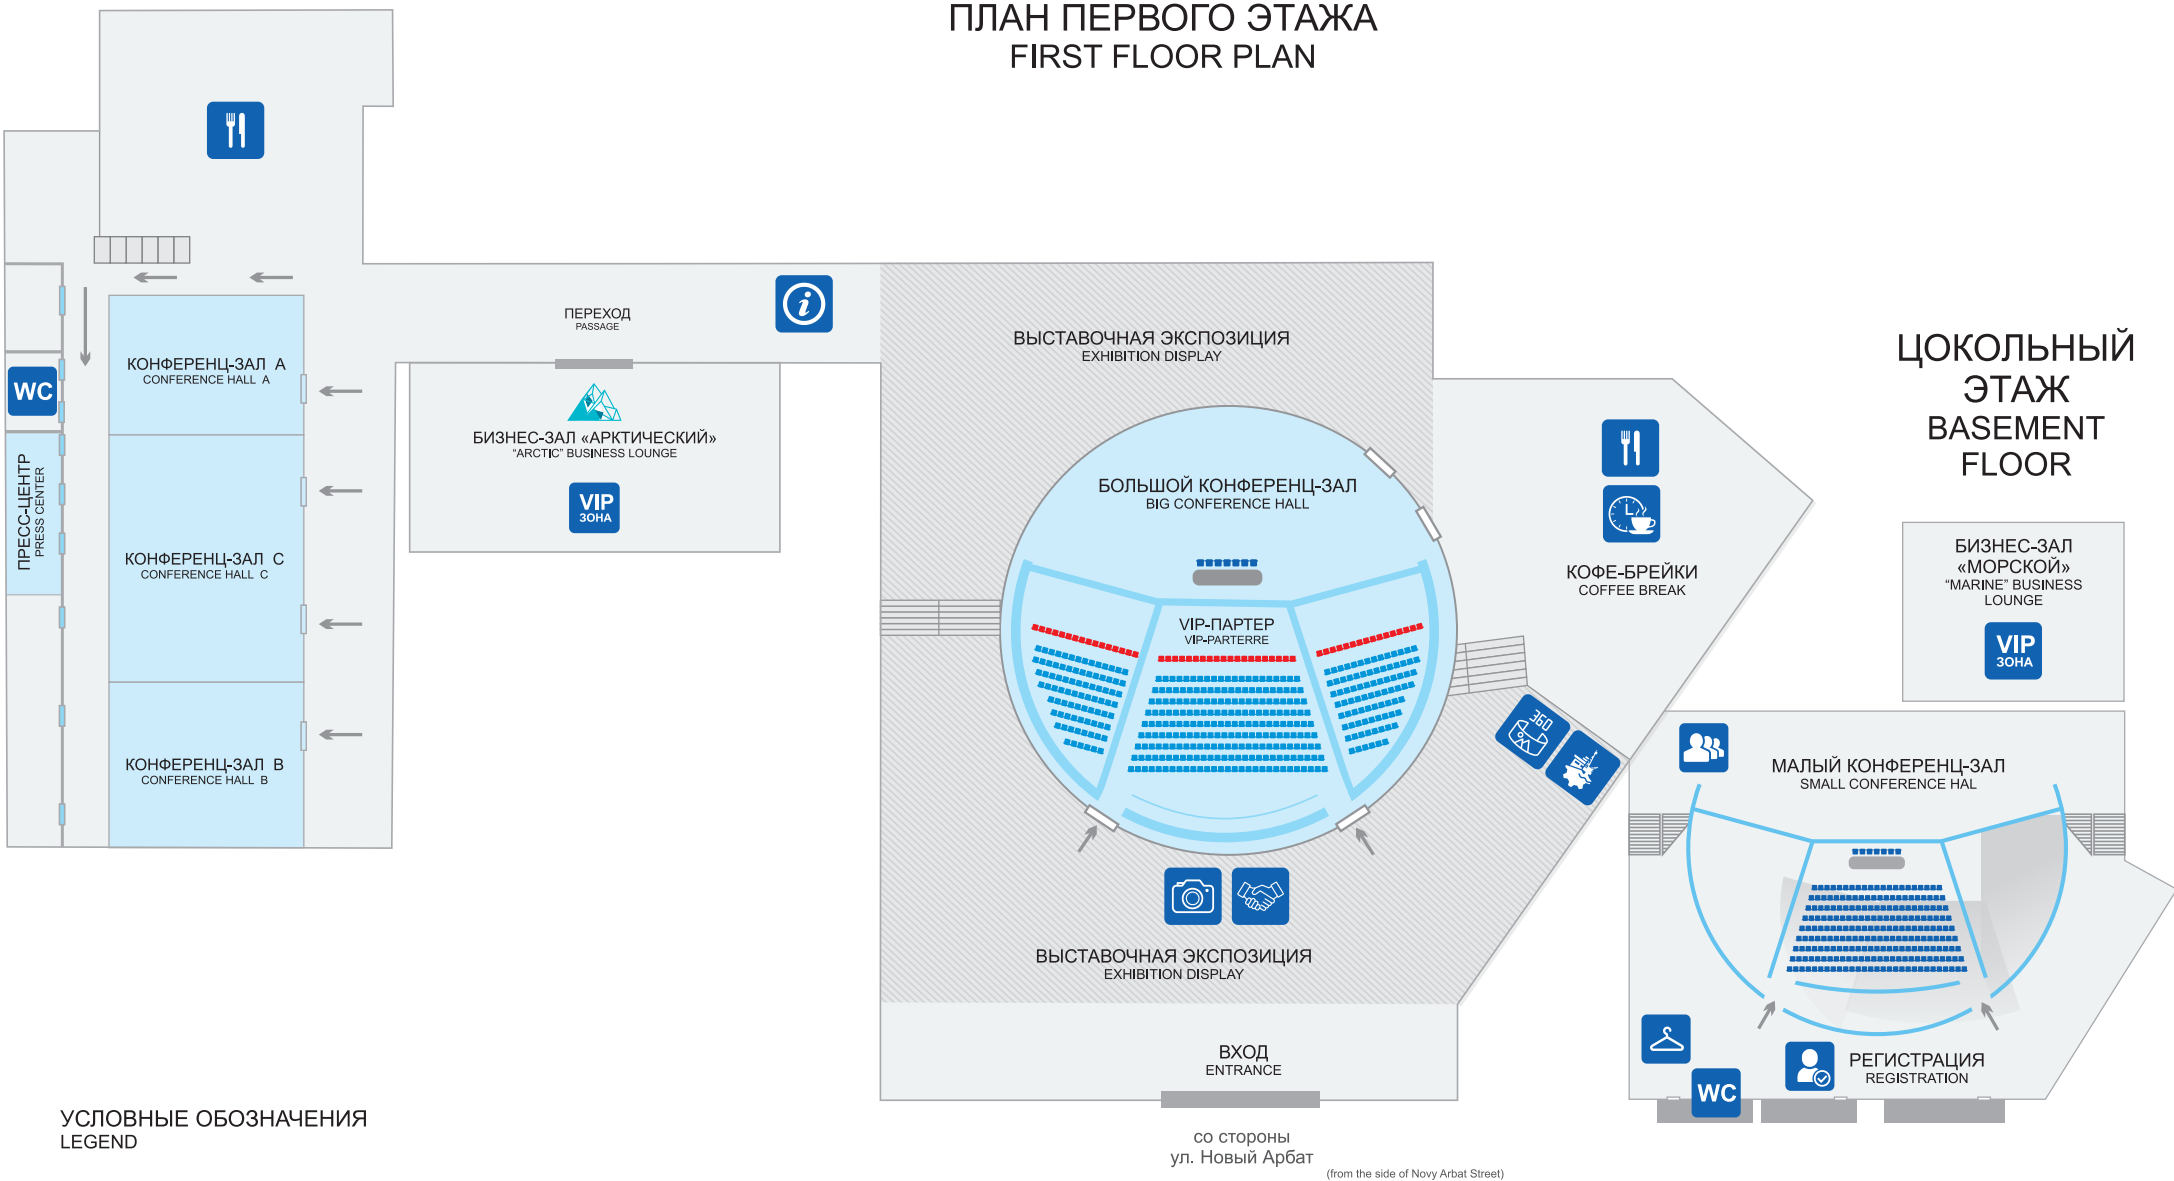 ПЛАН ПЕРВОГО ЭТАЖА
FIRST FLOOR PLAN
ПЕРЕХОД
PASSAGE
ВЫСТАВОЧНАЯ ЭКСПОЗИЦИЯ
EXHIBITION DISPLAY
КОНФЕРЕНЦ-ЗАЛ А
CONFERENCE HALL A
WC
ПРЕСС-ЦЕНТР
PRESS CENTER
КОНФЕРЕНЦ-ЗАЛ С
CONFERENCE HALL C
КОНФЕРЕНЦ-ЗАЛ В
CONFERENCE HALL B
БИЗНЕС-ЗАЛ «АРКТИЧЕСКИЙ»
“ARCTIC” BUSINESS LOUNGE
VIP
ЗОНА
БОЛЬШОЙ КОНФЕРЕНЦ-ЗАЛ
BIG CONFERENCE HALL
VIP-ПАРТЕР
VIP-PARTERRE
КОФЕ-БРЕЙКИ
COFFEE BREAK
360
ВЫСТАВОЧНАЯ ЭКСПОЗИЦИЯ
EXHIBITION DISPLAY
ВХОД
ENTRANCE
со стороны
ул. Новый Арбат
(from the side of Novy Arbat Street)
ЦОКОЛЬНЫЙ
ЭТАЖ
BASEMENT
FLOOR
БИЗНЕС-ЗАЛ
«МОРСКОЙ»
“MARINE” BUSINESS
LOUNGE
VIP
ЗОНА
МАЛЫЙ КОНФЕРЕНЦ-ЗАЛ
SMALL CONFERENCE HAL
РЕГИСТРАЦИЯ
REGISTRATION
WC
УСЛОВНЫЕ ОБОЗНАЧЕНИЯ
LEGEND